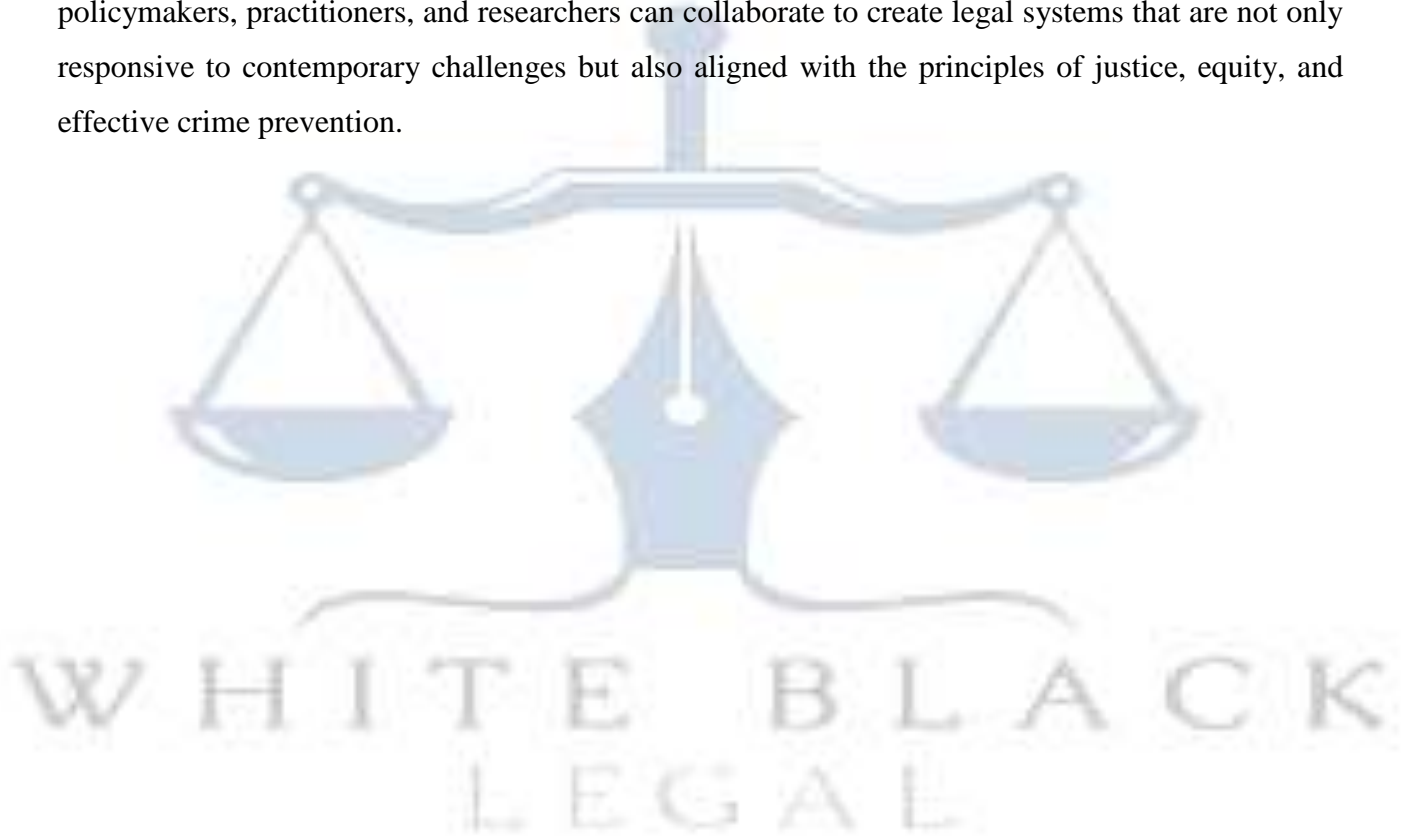 policymakers, practitioners, and researchers can collaborate to create legal systems that are not only
responsive to contemporary challenges but also aligned with the principles of justice, equity, and
effective crime prevention.
WHITE BLACK
LEGAL